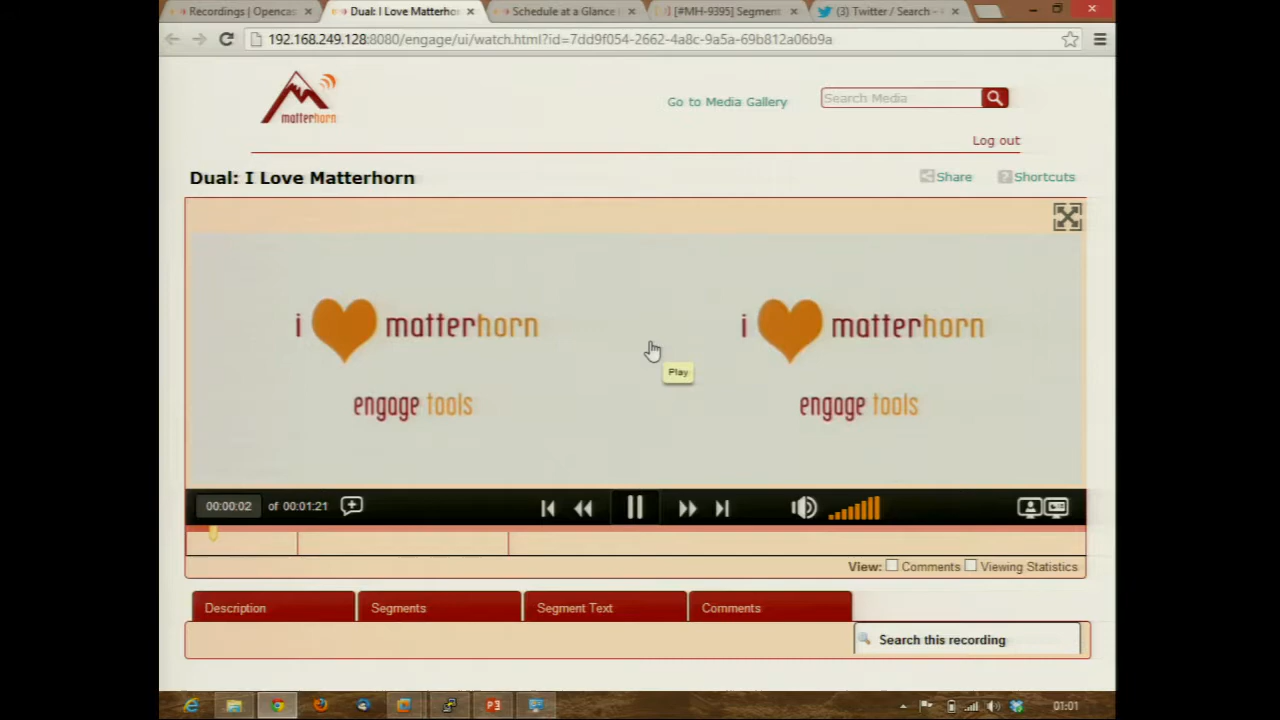 Recordings | Opencas
Dual: I Love Matterhor
Schedule at a Glance
[#MH-9395] Segment
(3) Twitter / Search -
192.168.249.128:8080/engage/ui/watch.html?id=7dd9f054-2662-4a8c-9a5a-69b812a06b9a
matterhorn
Go to Media Gallery
Search Media
Log out
Dual: I Love Matterhorn
Share
? Shortcuts
i matterhorn
engage tools
i matterhorn
engage tools
Play
00:00:02 of 00:01:21
View: Comments Viewing Statistics
Description
Segments
Segment Text
Comments
Search this recording
01:01